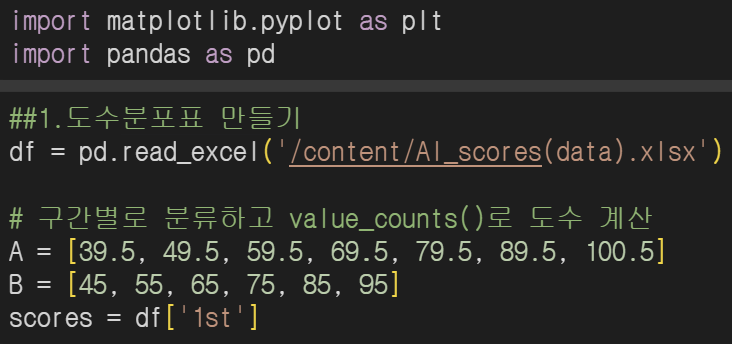 import matplotlib.pyplot as plt
import pandas as pd
##1.도수분포표 만들기
df = pd.read_excel('/content/AI_scores(data).xlsx')
# 구간별로 분류하고 value_counts()로 도수 계산
A = [39.5, 49.5, 59.5, 69.5, 79.5, 89.5, 100.5]
B = [45, 55, 65, 75, 85, 95]
scores = df['1st']